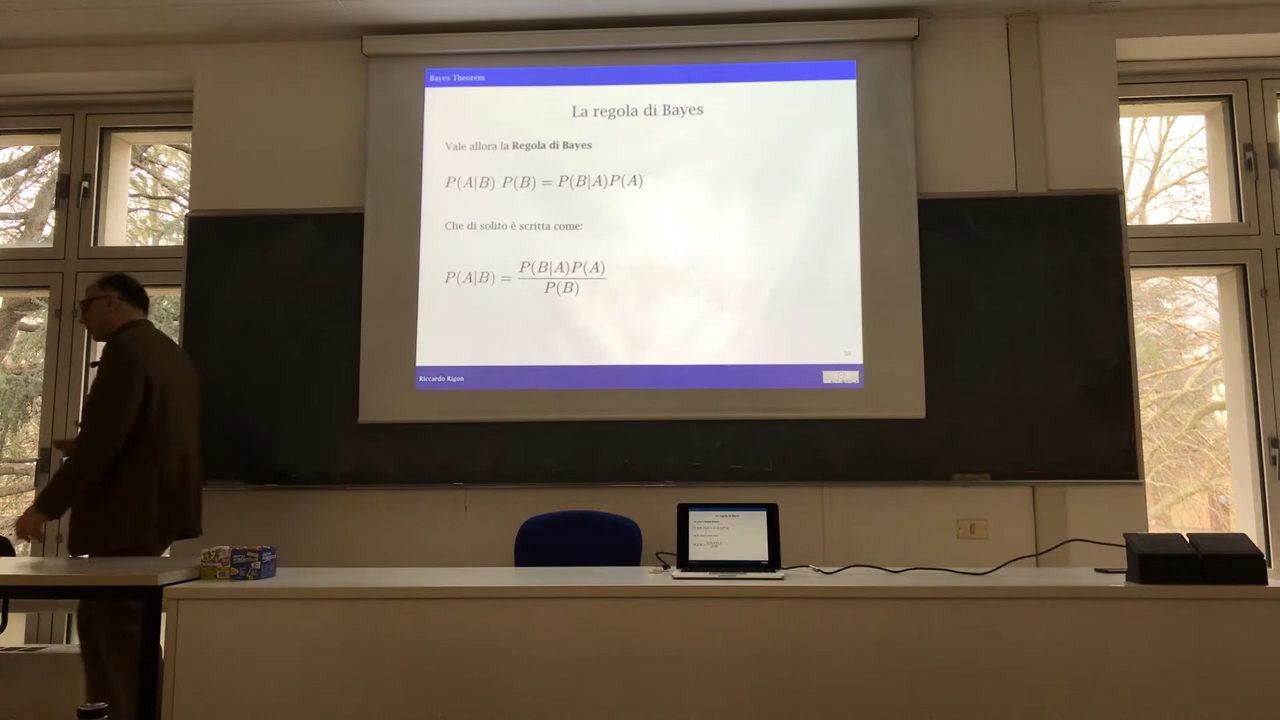 Bayes Theorem
La regola di Bayes
Vale allora la Regola di Bayes
P(A|B) P(B) = P(B|A)P(A)
Che di solito è scritta come:
P(A|B) = P(B|A)P(A) / P(B)
Riccardo Rigon